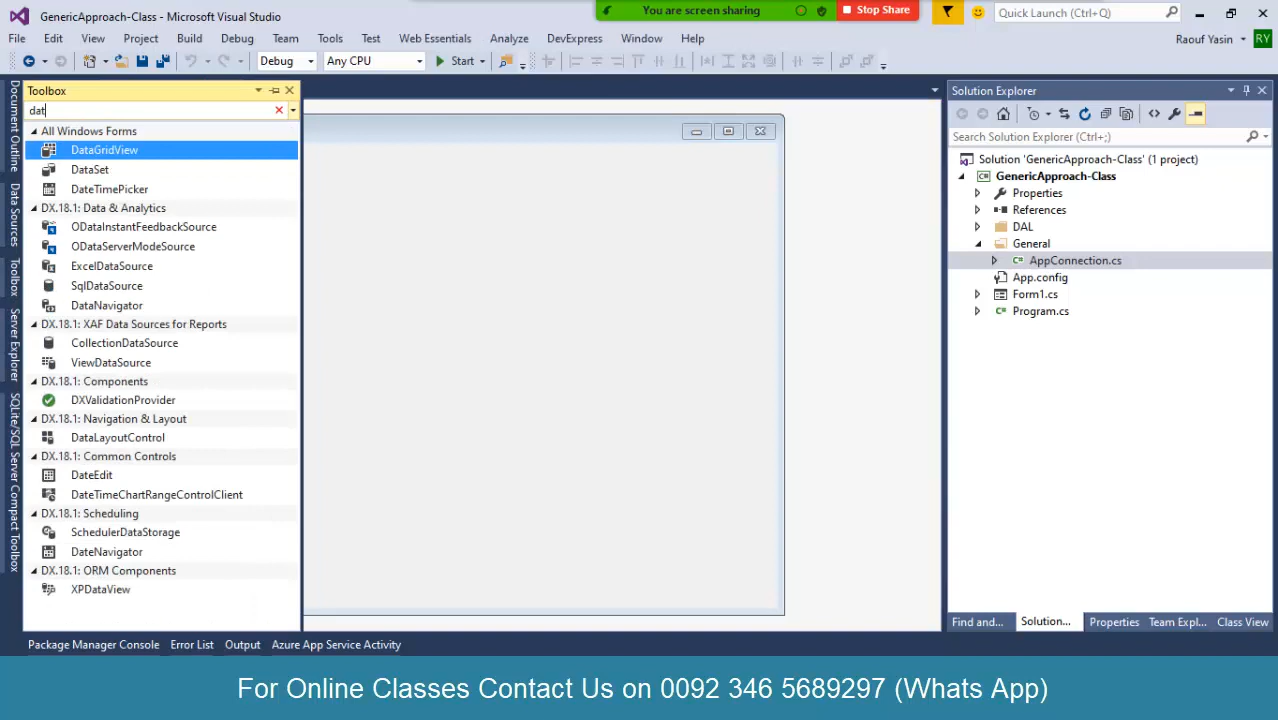 GenericApproach-Class - Microsoft Visual Studio
You are screen sharing
Stop Share
Quick Launch (Ctrl+Q)
File Edit View Project Build Debug Team Tools Test Web Essentials Analyze DevExpress Window Help
Raouf Yasin
RY
Debug
Any CPU
Start
Document Outline
Data Sources
Toolbox
Server Explorer
SQLite/SQL Server Compact Toolbox
Toolbox
dat
All Windows Forms
DataGridView
DataSet
DateTimePicker
DX.18.1: Data & Analytics
ODataInstantFeedbackSource
ODataServerModeSource
ExcelDataSource
SqlDataSource
DataNavigator
DX.18.1: XAF Data Sources for Reports
CollectionDataSource
ViewDataSource
DX.18.1: Components
DXValidationProvider
DX.18.1: Navigation & Layout
DataLayoutControl
DX.18.1: Common Controls
DateEdit
DateTimeChartRangeControlClient
DX.18.1: Scheduling
SchedulerDataStorage
DateNavigator
DX.18.1: ORM Components
XPDataView
Solution Explorer
Search Solution Explorer (Ctrl+;)
Solution 'GenericApproach-Class' (1 project)
GenericApproach-Class
Properties
References
DAL
General
AppConnection.cs
App.config
Form1.cs
Program.cs
Find and... Solution... Properties Team Expl... Class View
Package Manager Console Error List Output Azure App Service Activity
For Online Classes Contact Us on 0092 346 5689297 (Whats App)